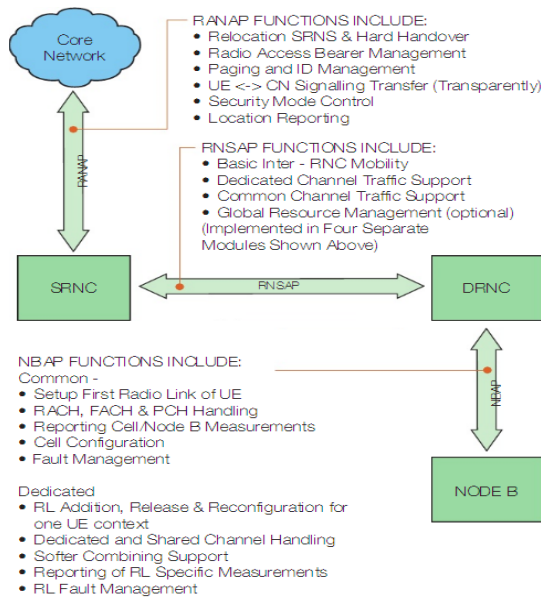 Core
Network
RANAP FUNCTIONS INCLUDE:
• Relocation SRNS & Hard Handover
• Radio Access Bearer Management
• Paging and ID Management
• UE <-> CN Signalling Transfer (Transparently)
• Security Mode Control
• Location Reporting
RANAP
RNSAP FUNCTIONS INCLUDE:
• Basic Inter - RNC Mobility
• Dedicated Channel Traffic Support
• Common Channel Traffic Support
• Global Resource Management (optional)
(Implemented in Four Separate
Modules Shown Above)
SRNC
RNSAP
DRNC
NBAP FUNCTIONS INCLUDE:
Common -
• Setup First Radio Link of UE
• RACH, FACH & PCH Handling
• Reporting Cell/Node B Measurements
• Cell Configuration
• Fault Management
NBAP
NODE B
Dedicated
• RL Addition, Release & Reconfiguration for
one UE context
• Dedicated and Shared Channel Handling
• Softer Combining Support
• Reporting of RL Specific Measurements
• RL Fault Management